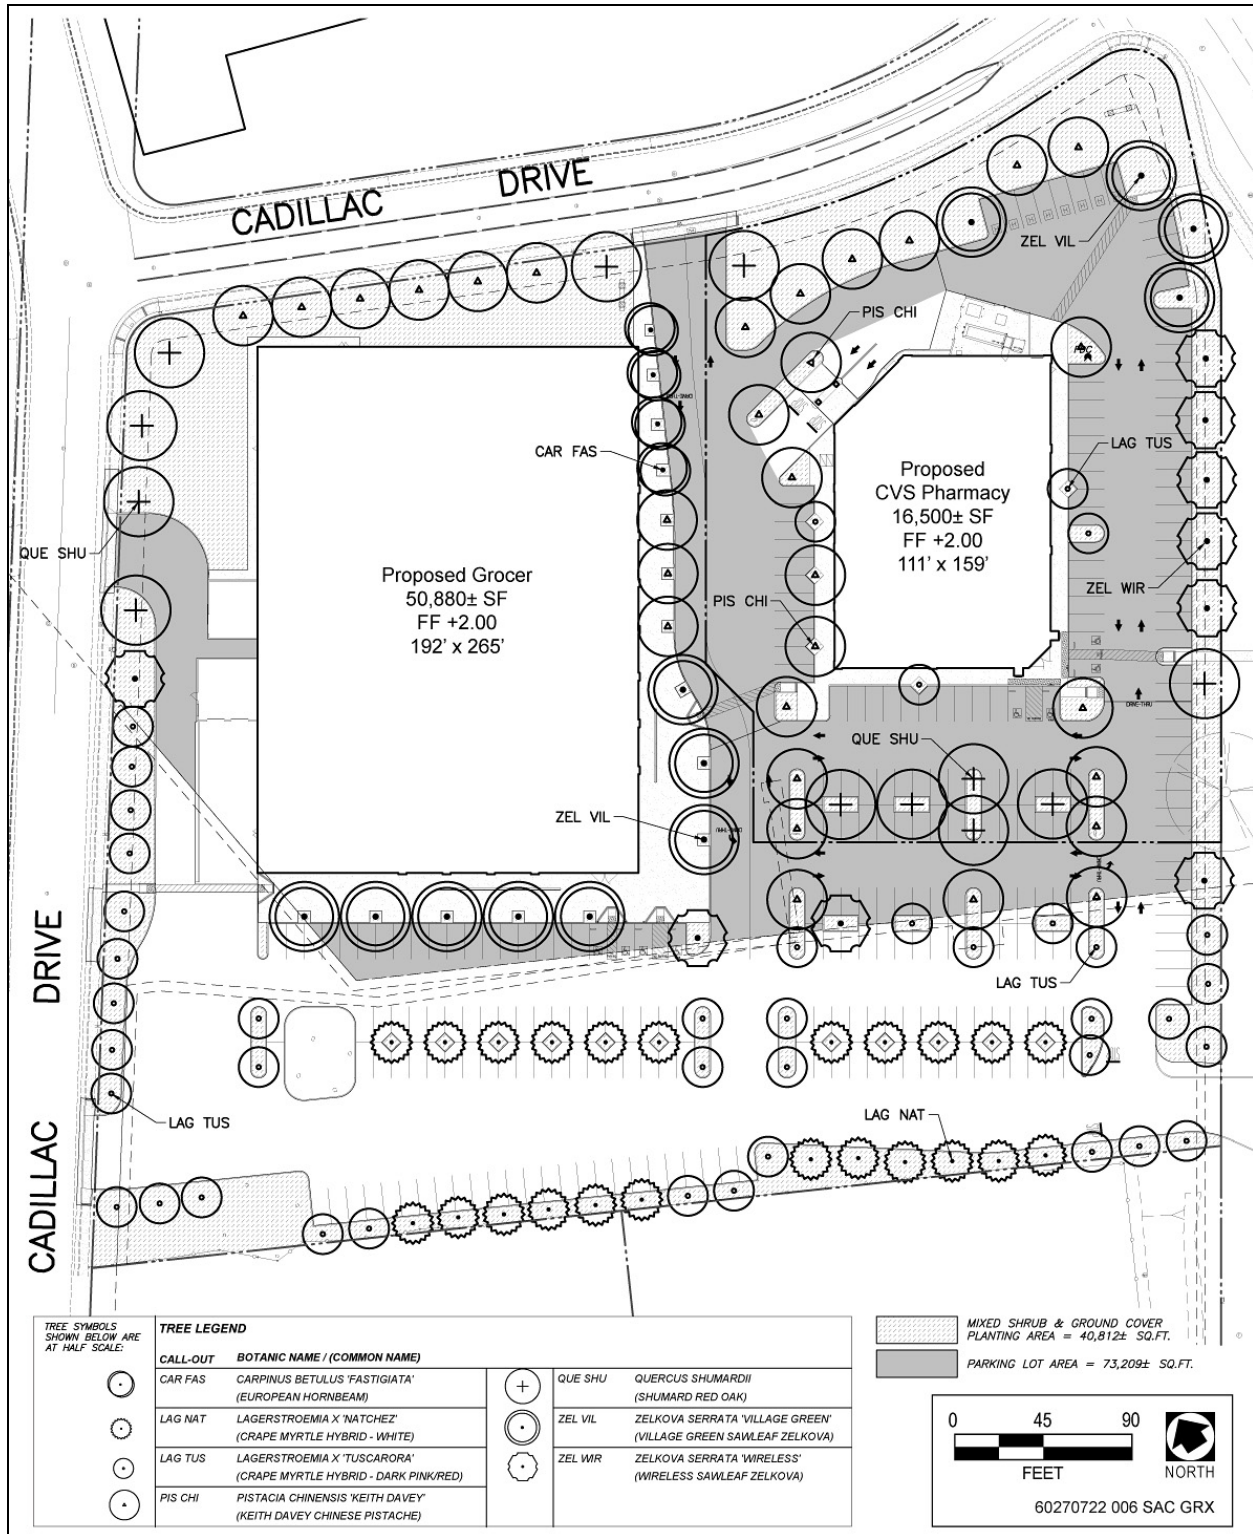 CADILLAC DRIVE
ZEL VIL
PIS CHI
CAR FAS
LAG TUS
Proposed
CVS Pharmacy
16,500± SF
FF +2.00
111' x 159'
QUE SHU
Proposed Grocer
50,880± SF
FF +2.00
192' x 265'
ZEL WIR
PIS CHI
DRIVE-THRU
QUE SHU
ZEL VIL
LAG TUS
LAG TUS
LAG NAT
CADILLAC DRIVE
TREE SYMBOLS
SHOWN BELOW ARE
AT HALF SCALE:
TREE LEGEND
CALL-OUT BOTANIC NAME / (COMMON NAME)
CAR FAS CARPINUS BETULUS 'FASTIGIATA'
(EUROPEAN HORNBEAM)
LAG NAT LAGERSTROEMIA X 'NATCHEZ'
(CRAPE MYRTLE HYBRID - WHITE)
LAG TUS LAGERSTROEMIA X 'TUSCARORA'
(CRAPE MYRTLE HYBRID - DARK PINK/RED)
PIS CHI PISTACIA CHINENSIS 'KEITH DAVEY'
(KEITH DAVEY CHINESE PISTACHE)
QUE SHU QUERCUS SHUMARDII
(SHUMARD RED OAK)
ZEL VIL ZELKOVA SERRATA 'VILLAGE GREEN'
(VILLAGE GREEN SAWLEAF ZELKOVA)
ZEL WIR ZELKOVA SERRATA 'WIRELESS'
(WIRELESS SAWLEAF ZELKOVA)
MIXED SHRUB & GROUND COVER
PLANTING AREA = 40,812± SQ.FT.
PARKING LOT AREA = 73,209± SQ.FT.
0 45 90
FEET
NORTH
60270722 006 SAC GRX